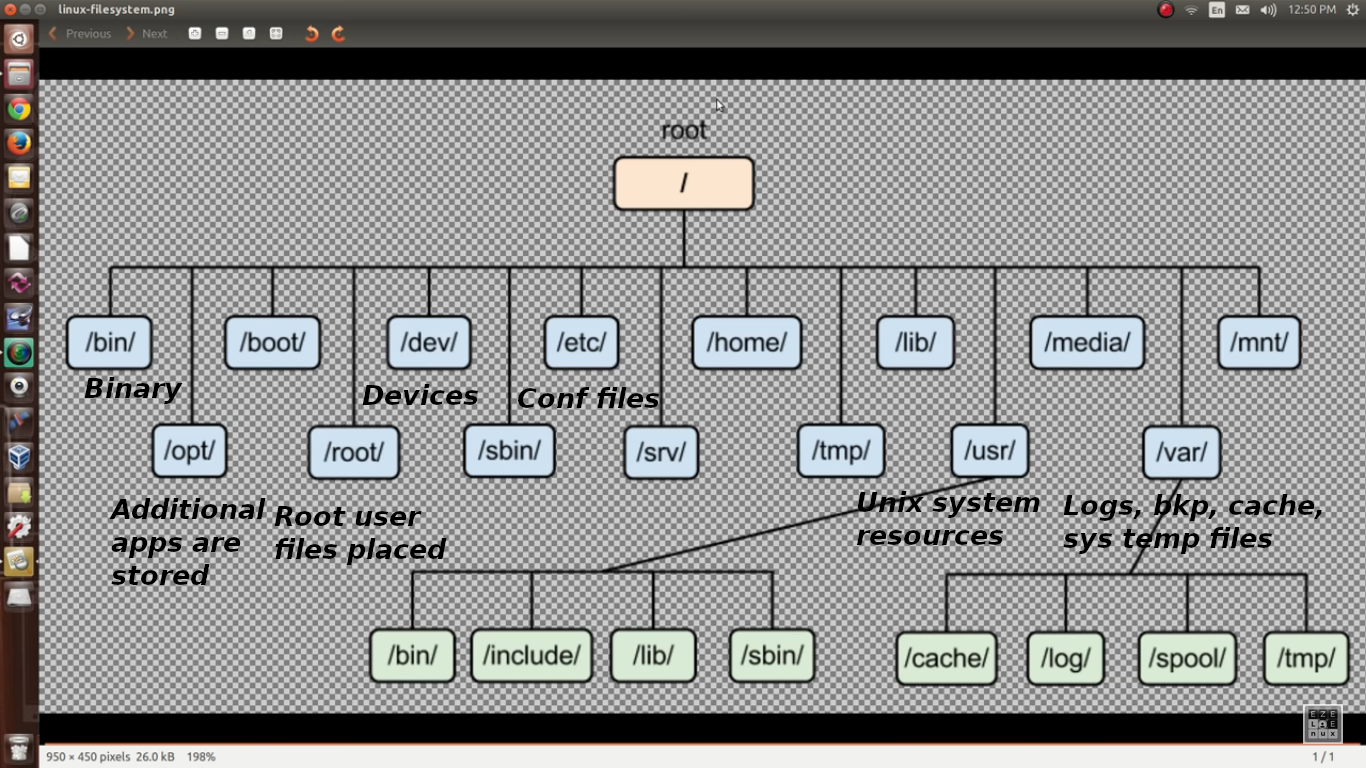 linux-filesystem.png
En
12:50 PM
Previous
Next
root
/
/bin/ /boot/ /dev/ /etc/ /home/ /lib/ /media/ /mnt/
Binary Devices Conf files
/opt/ /root/ /sbin/ /srv/ /tmp/ /usr/ /var/
Additional
apps are
stored
Root user
files placed
Unix system
resources
Logs, bkp, cache,
sys temp files
/bin/ /include/ /lib/ /sbin/
/cache/ /log/ /spool/ /tmp/
EZE
LAE
nux
950 × 450 pixels 26.0 kB 198%
1 / 1